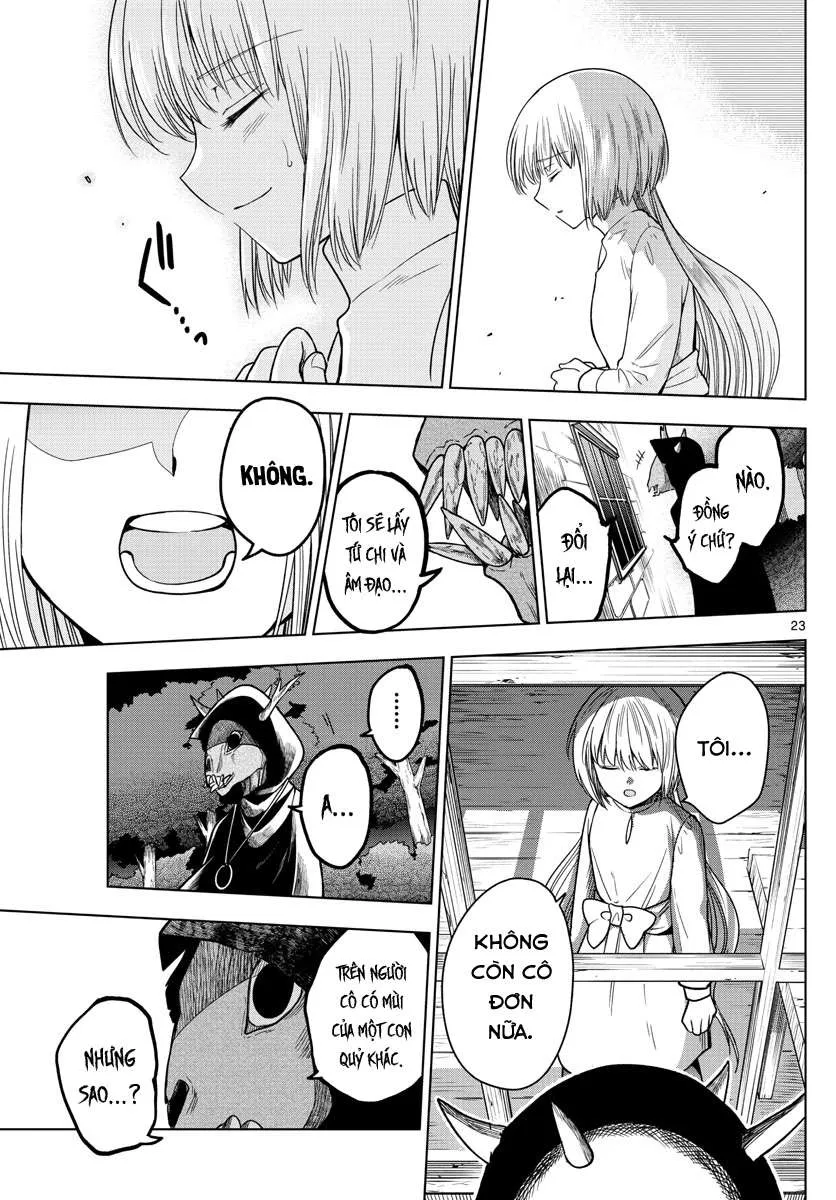 く…
NÀO.
ĐỒNG
Ý CHỨ?
ĐỔI
LẠI...
TÔI SẼ LẤY
TỨ CHI VÀ
ÂM ĐẠO...
KHÔNG.
23
TÔI...
KHÔNG
CÒN CÔ
ĐƠN
NỮA.
......
A...
TRÊN NGƯỜI
CÔ CÓ MÙI
CỦA MỘT CON
QUỶ KHÁC.
NHƯNG
SAO...?